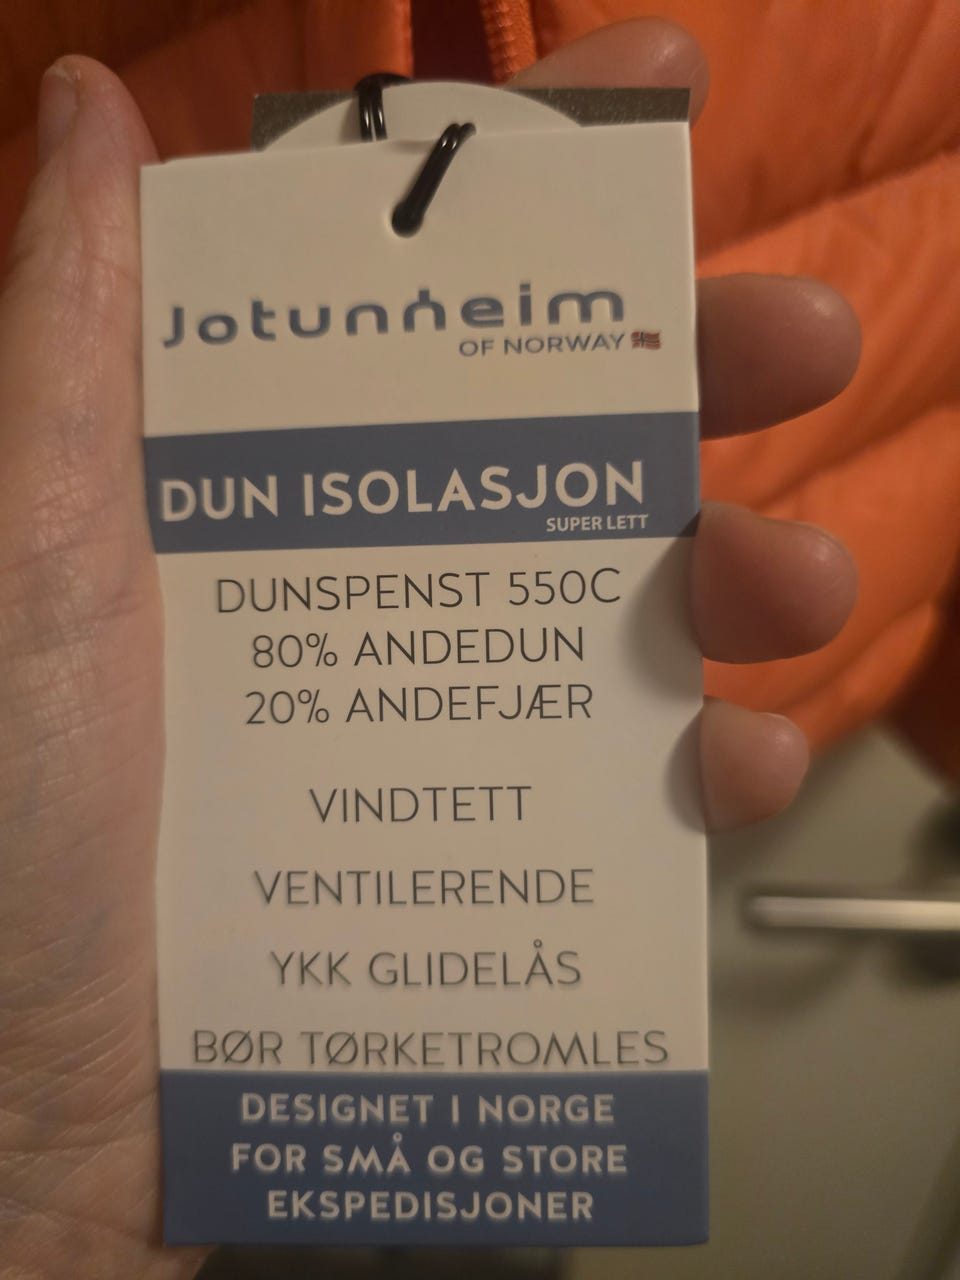 Jotunheim
OF NORWAY
DUN ISOLASJON
SUPER LETT
DUNSPENST 550C
80% ANDEDUN
20% ANDEFJÆR
VINDTETT
VENTILERENDE
YKK GLIDELÅS
BØR TØRKETROMLES
DESIGNET I NORGE
FOR SMÅ OG STORE
EKSPEDISJONER